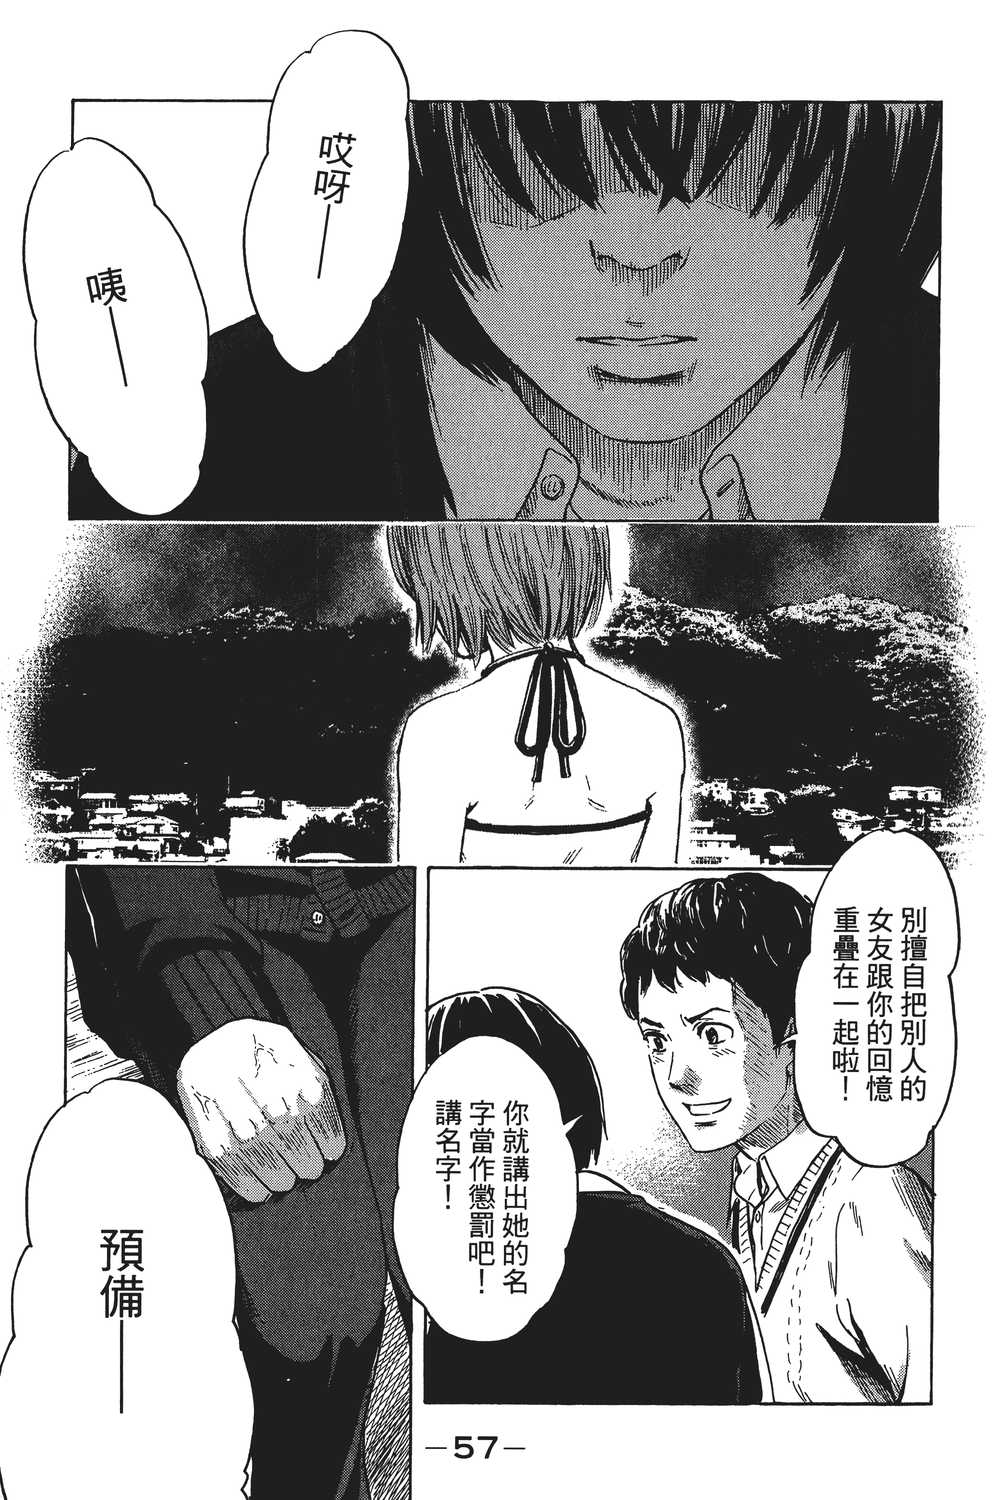 哎呀——
咦——
別擅自把別人的
女友跟你的回憶
重疊在一起啦！
你就講出她的名
字當作懲罰吧！
講名字！
預備——
—57—